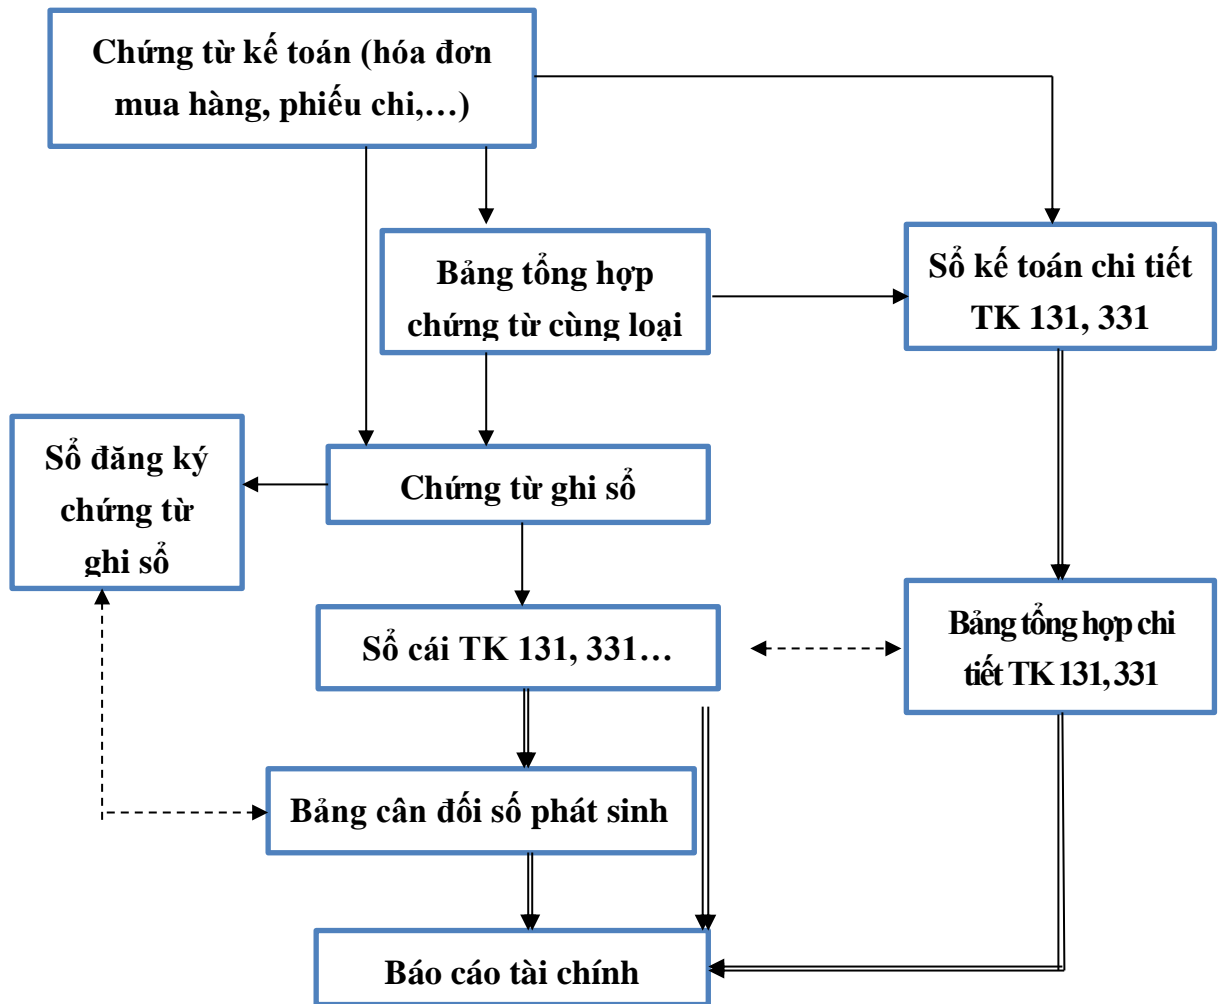 Chứng từ kế toán (hóa đơn
mua hàng, phiếu chi,…)
Bảng tổng hợp
chứng từ cùng loại
Sổ kế toán chi tiết
TK 131, 331
Sổ đăng ký
chứng từ
ghi sổ
Chứng từ ghi sổ
Sổ cái TK 131, 331…
Bảng tổng hợp chi
tiết TK 131, 331
Bảng cân đối số phát sinh
Báo cáo tài chính